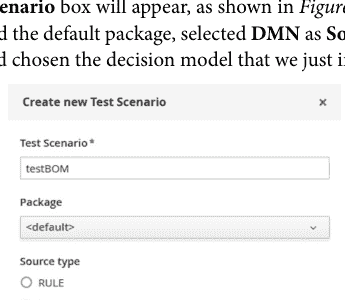 enario box will appear, as shown in Figure
d the default package, selected DMN as So
d chosen the decision model that we just i
Create new Test Scenario ×
Test Scenario*
testBOM
Package
<default>
Source type
RULE